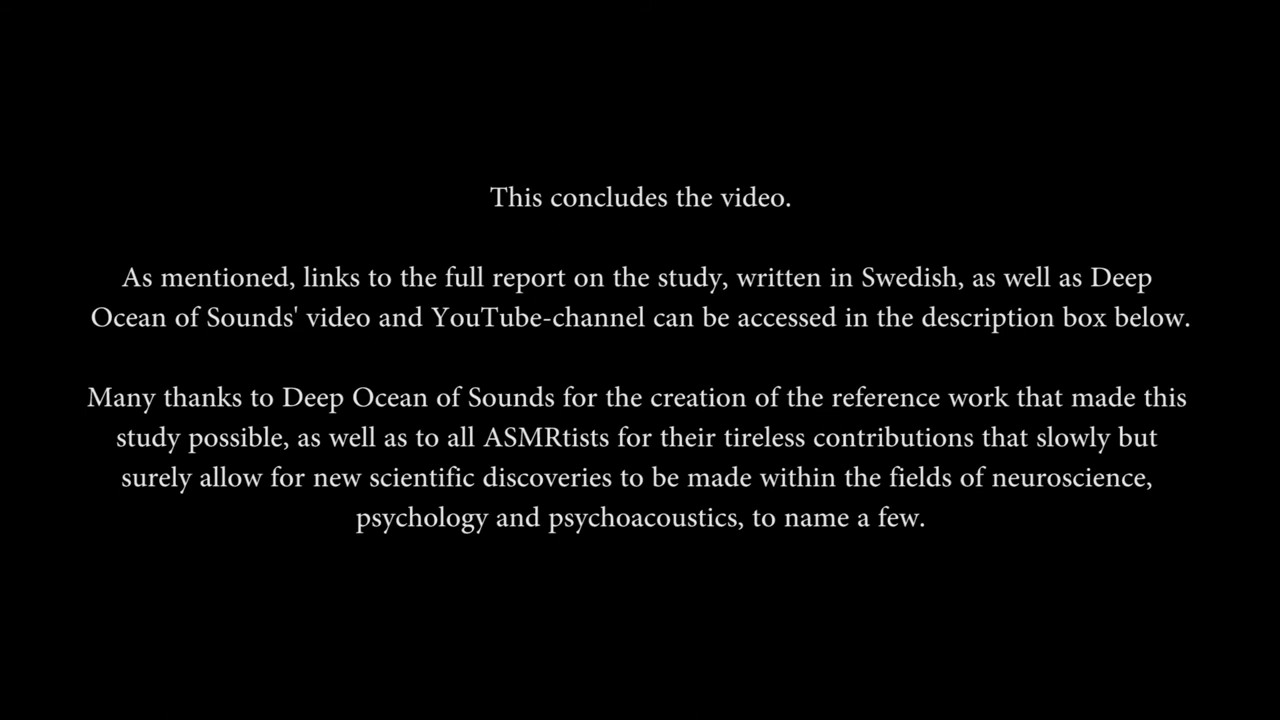 This concludes the video.
As mentioned, links to the full report on the study, written in Swedish, as well as Deep
Ocean of Sounds' video and YouTube-channel can be accessed in the description box below.
Many thanks to Deep Ocean of Sounds for the creation of the reference work that made this
study possible, as well as to all ASMRtists for their tireless contributions that slowly but
surely allow for new scientific discoveries to be made within the fields of neuroscience,
psychology and psychoacoustics, to name a few.